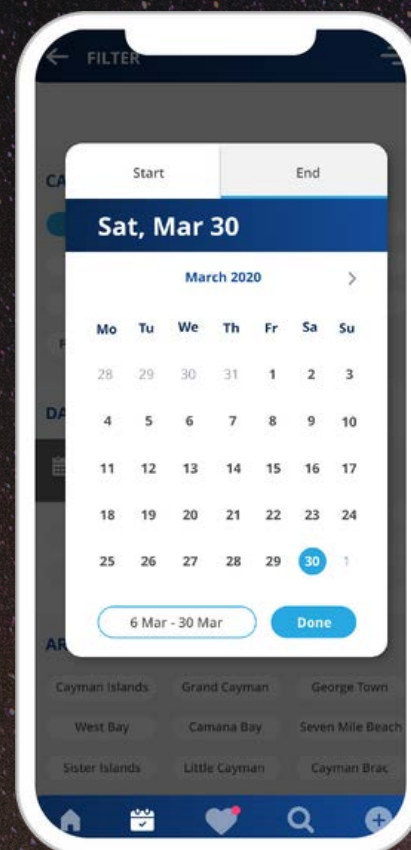 FILTER
Start End
Sat, Mar 30
March 2020
Mo Tu We Th Fr Sa Su
28 29 30 31 1 2 3
4 5 6 7 8 9 10
11 12 13 14 15 16 17
18 19 20 21 22 23 24
25 26 27 28 29 30 1
6 Mar - 30 Mar Done
Cayman Islands Grand Cayman George Town
West Bay Camana Bay Seven Mile Beach
Sister Islands Little Cayman Cayman Brac